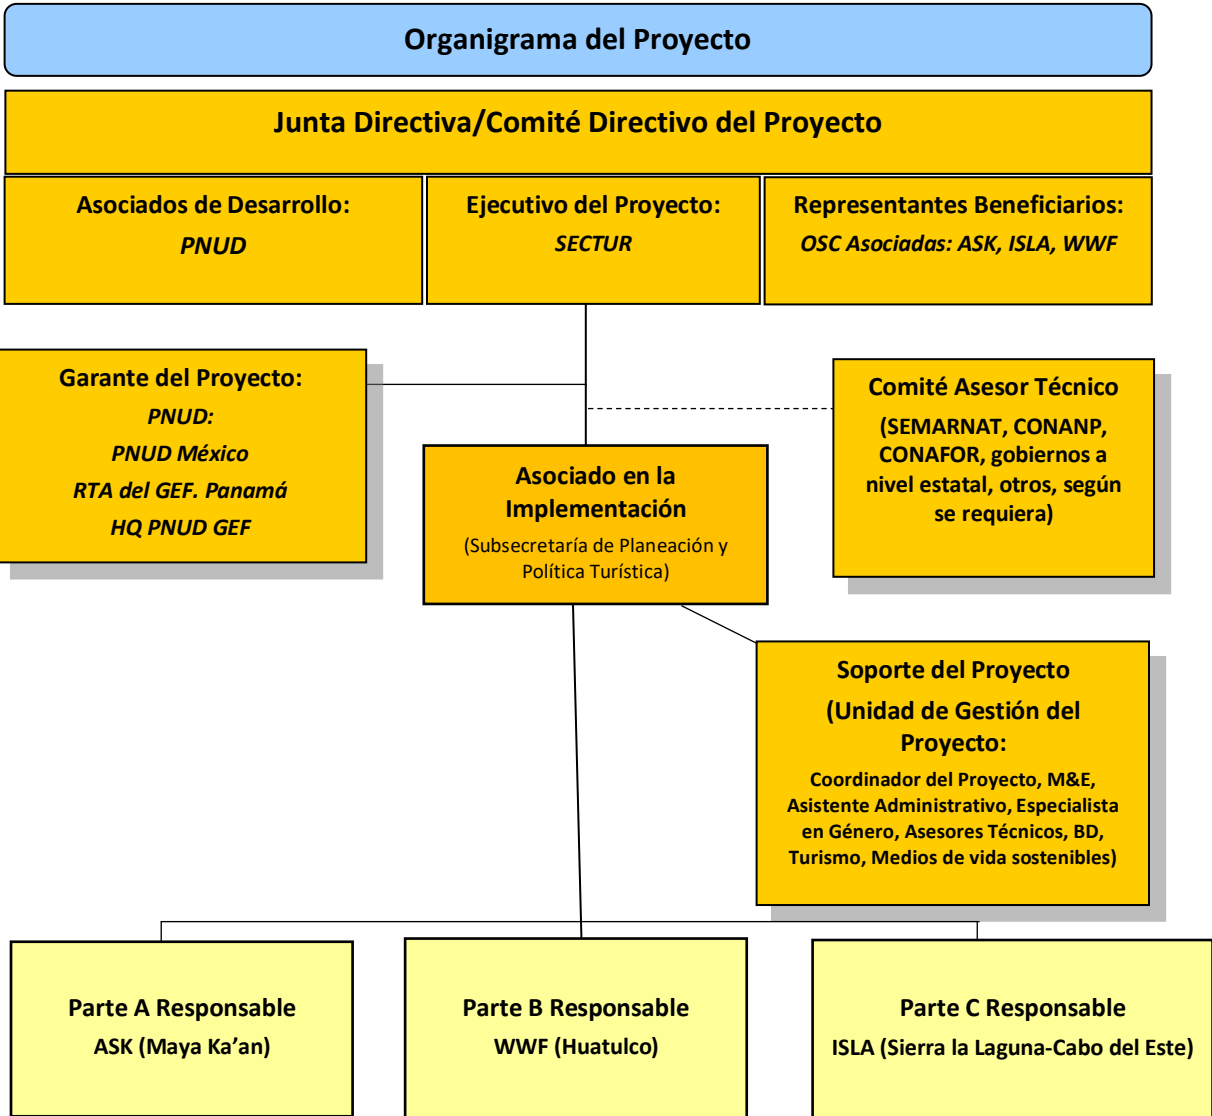 Organigrama del Proyecto
Junta Directiva/Comité Directivo del Proyecto
Asociados de Desarrollo:
PNUD
Ejecutivo del Proyecto:
SECTUR
Representantes Beneficiarios:
OSC Asociadas: ASK, ISLA, WWF
Garante del Proyecto:
PNUD:
PNUD México
RTA del GEF. Panamá
HQ PNUD GEF
Comité Asesor Técnico
(SEMARNAT, CONANP,
CONAFOR, gobiernos a
nivel estatal, otros, según
se requiera)
Asociado en la
Implementación
(Subsecretaría de Planeación y
Política Turística)
Soporte del Proyecto
(Unidad de Gestión del
Proyecto:
Coordinador del Proyecto, M&E,
Asistente Administrativo, Especialista
en Género, Asesores Técnicos, BD,
Turismo, Medios de vida sostenibles)
Parte A Responsable
ASK (Maya Ka’an)
Parte B Responsable
WWF (Huatulco)
Parte C Responsable
ISLA (Sierra la Laguna-Cabo del Este)